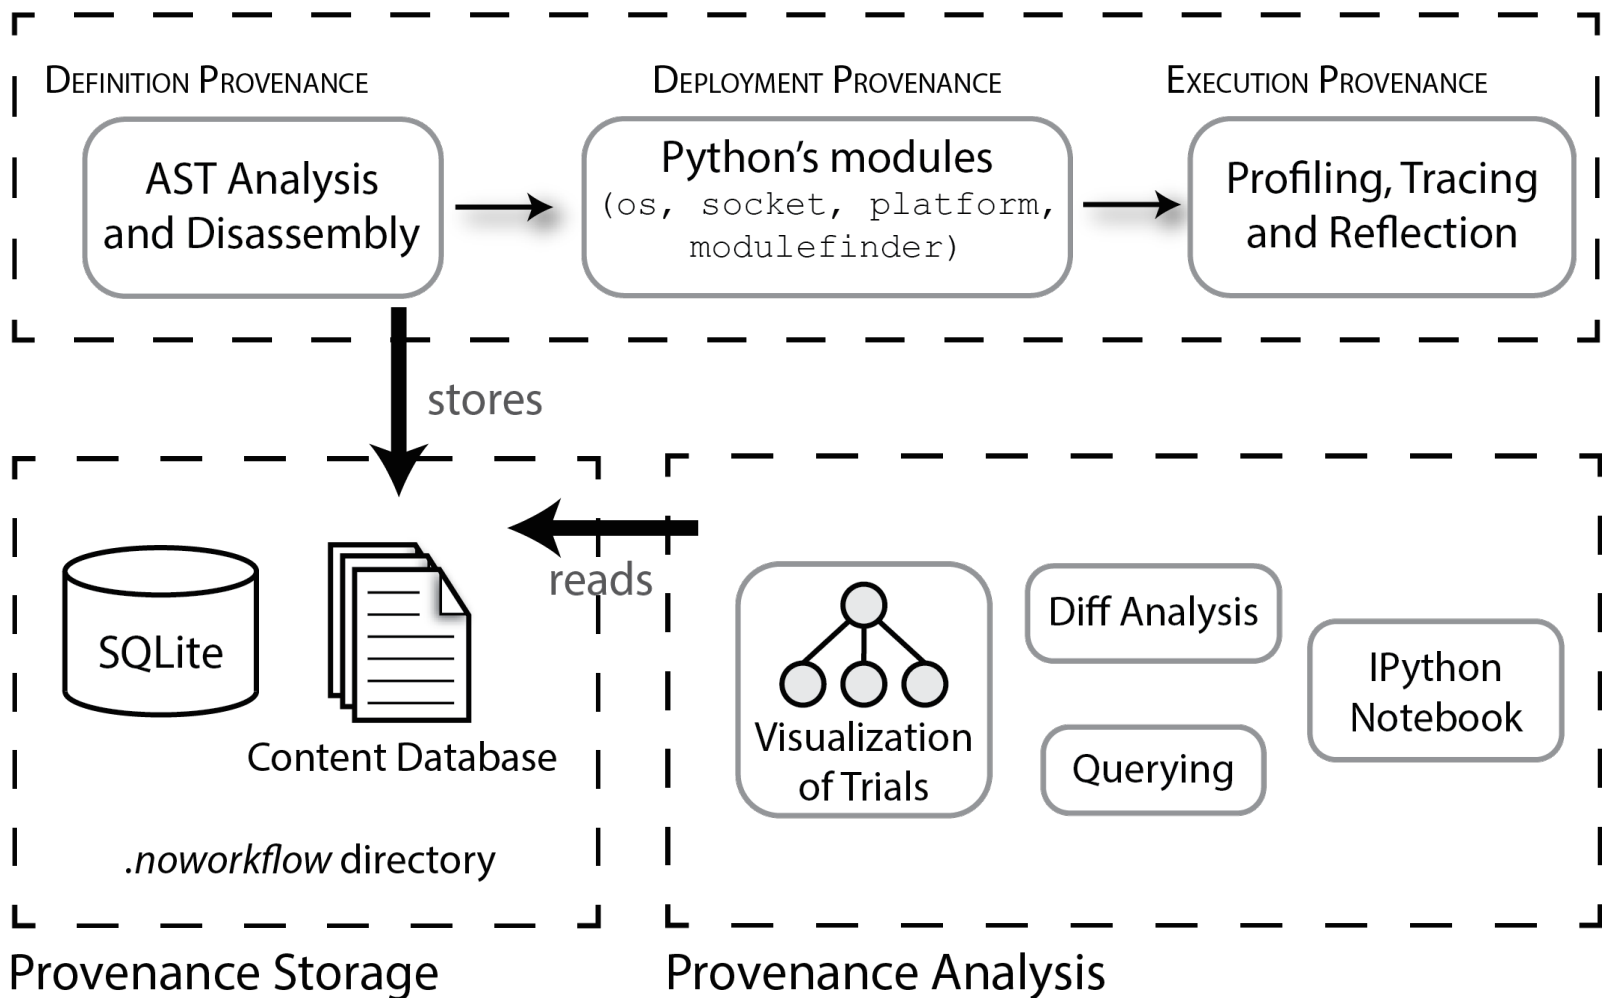 DEFINITION PROVENANCE
DEPLOYMENT PROVENANCE
EXECUTION PROVENANCE
AST Analysis
and Disassembly
Python’s modules
(os, socket, platform,
modulefinder)
Profiling, Tracing
and Reflection
stores
reads
SQLite
Content Database
.noworkflow directory
Provenance Storage
Visualization
of Trials
Diff Analysis
Querying
IPython
Notebook
Provenance Analysis